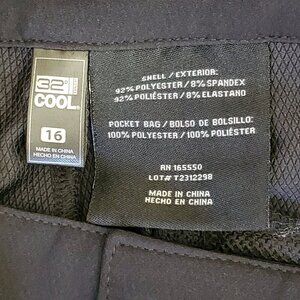 32
COOL
16
MADE IN CHINA
HECHO EN CHINA
SHELL / EXTERIOR:
92% POLYESTER / 8% SPANDEX
92% POLIÉSTER / 8% ELASTANO
POCKET BAG / BOLSO DE BOLSILLO:
100% POLYESTER / 100% POLIÉSTER
RN 165550
LOT# T2312298
MADE IN CHINA
HECHO EN CHINA